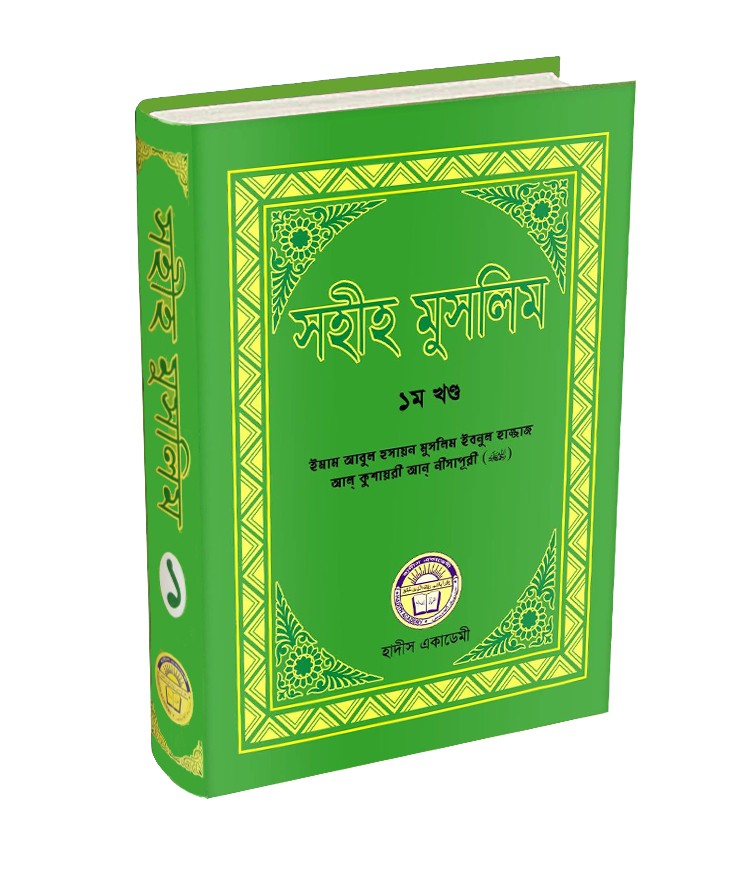 সহীহ মুসলিম
১
সহীহ মুসলিম
১ম খণ্ড
ইমাম আবুল হুসায়ন মুসলিম ইবনুল হাজ্জাজ
আল্ কুশায়রী আন্ নীসাপূরী ()
হাদীস একাডেমী